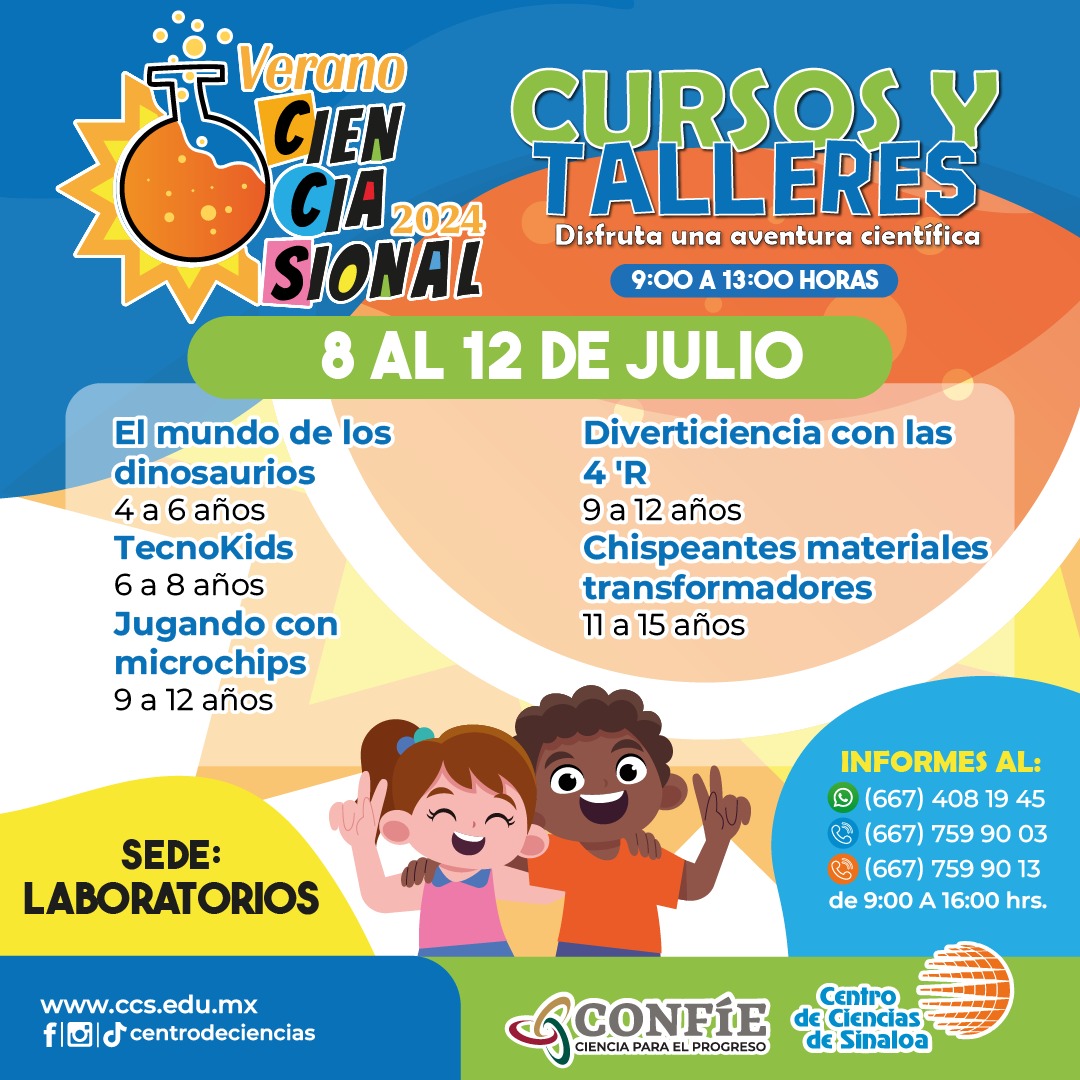 Verano
CIEN
CIA
2024
SIONAL
CURSOS Y
TALLERES
Disfruta una aventura científica
9:00 A 13:00 HORAS
8 AL 12 DE JULIO
El mundo de los
dinosaurios
4 a 6 años
TecnoKids
6 a 8 años
Jugando con
microchips
9 a 12 años
Diverticiencia con las
4 'R
9 a 12 años
Chispeantes materiales
transformadores
11 a 15 años
INFORMES AL:
(667) 408 19 45
(667) 759 90 03
(667) 759 90 13
de 9:00 A 16:00 hrs.
SEDE:
LABORATORIOS
www.ccs.edu.mx
centrodeciencias
CONFÍE
CIENCIA PARA EL PROGRESO
Centro
de Ciencias
de Sinaloa